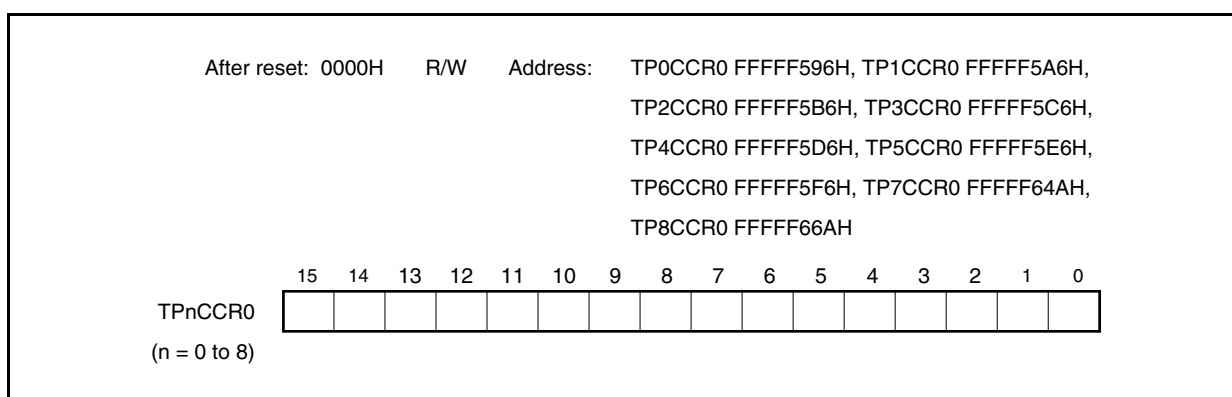 After reset: 0000H R/W Address: TP0CCR0 FFFFF596H, TP1CCR0 FFFFF5A6H,
TP2CCR0 FFFFF5B6H, TP3CCR0 FFFFF5C6H,
TP4CCR0 FFFFF5D6H, TP5CCR0 FFFFF5E6H,
TP6CCR0 FFFFF5F6H, TP7CCR0 FFFFF64AH,
TP8CCR0 FFFFF66AH
15 14 13 12 11 10 9 8 7 6 5 4 3 2 1 0
TPnCCR0
(n = 0 to 8)